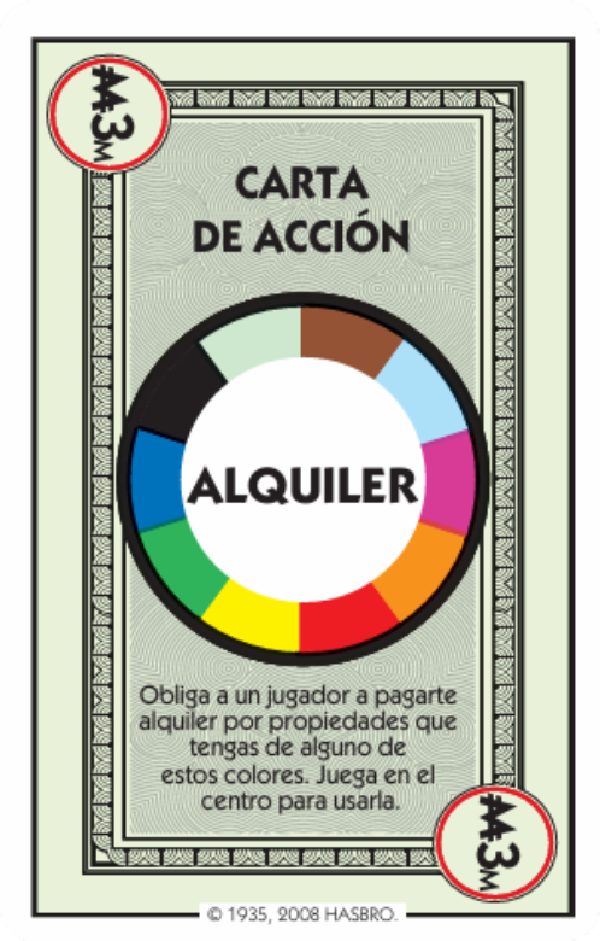 ₩3M
CARTA
DE ACCIÓN
ALQUILER
Obliga a un jugador a pagarte
alquiler por propiedades que
tengas de alguno de
estos colores. Juega en el
centro para usarla.
₩3M
© 1935, 2008 HASBRO.